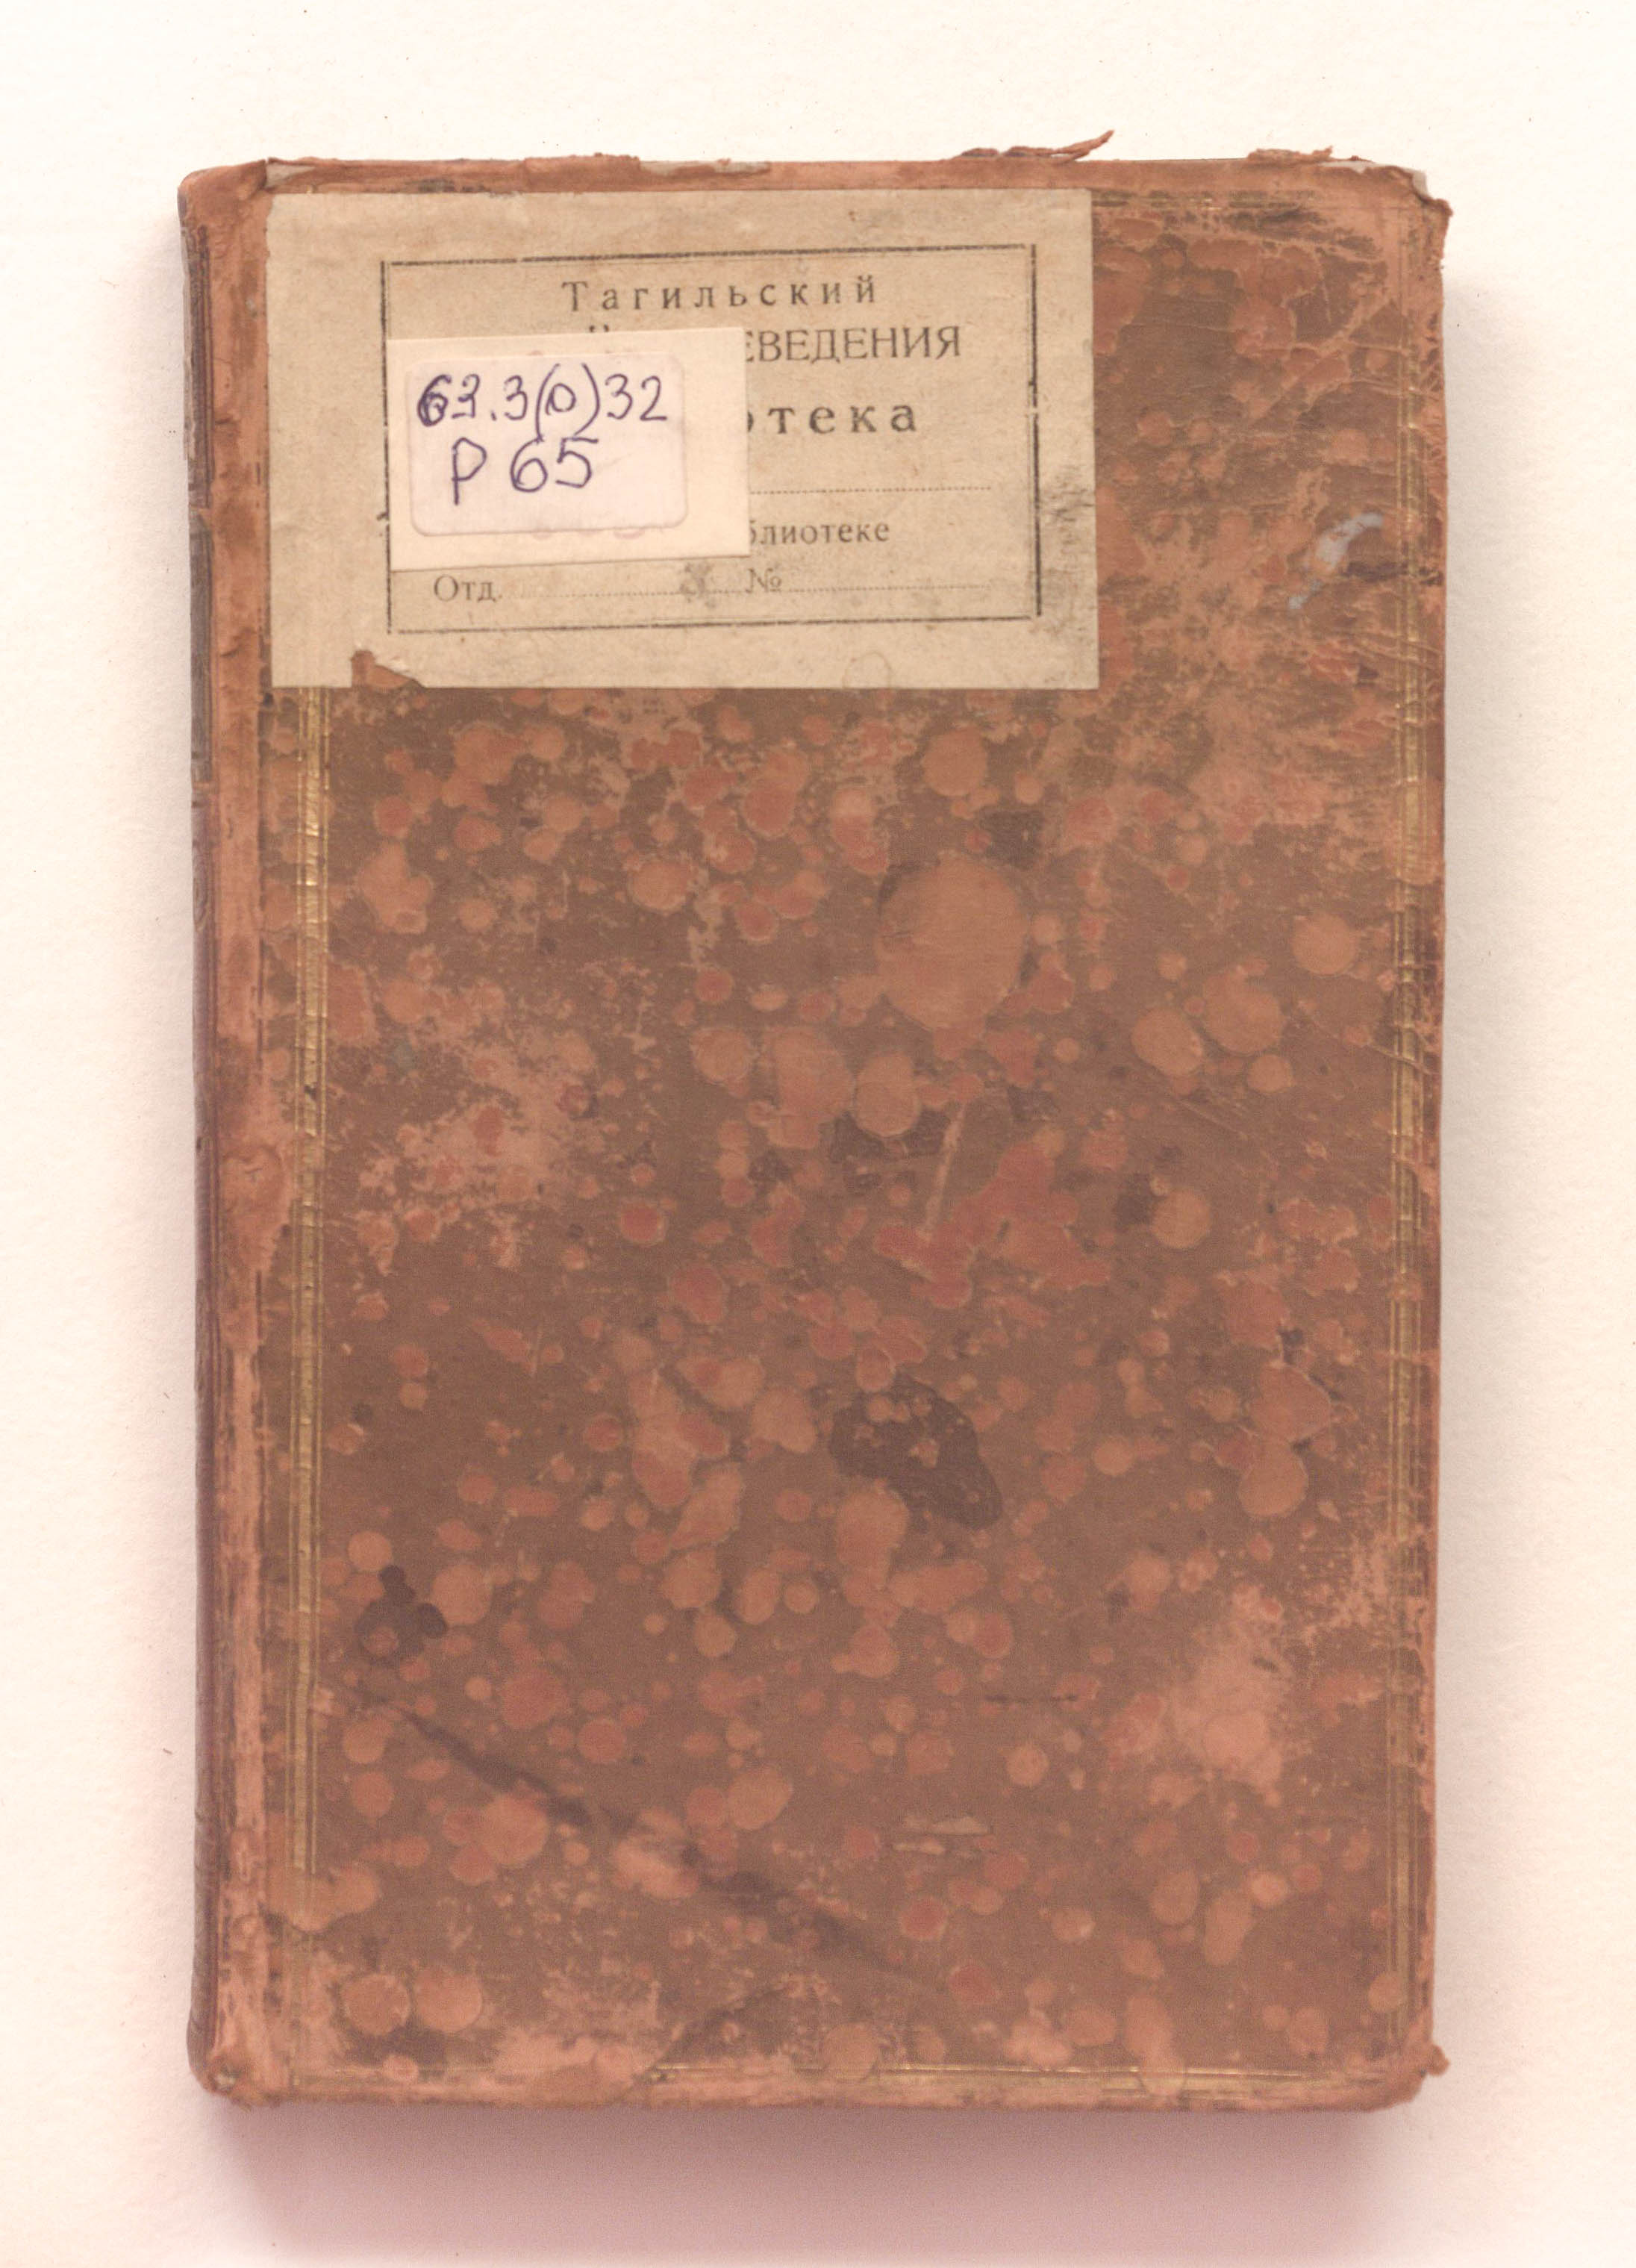 Тагильский
ЕВЕДЕНИЯ
63.3(0)32
Р 65
отека
блиотеке
Отд. №